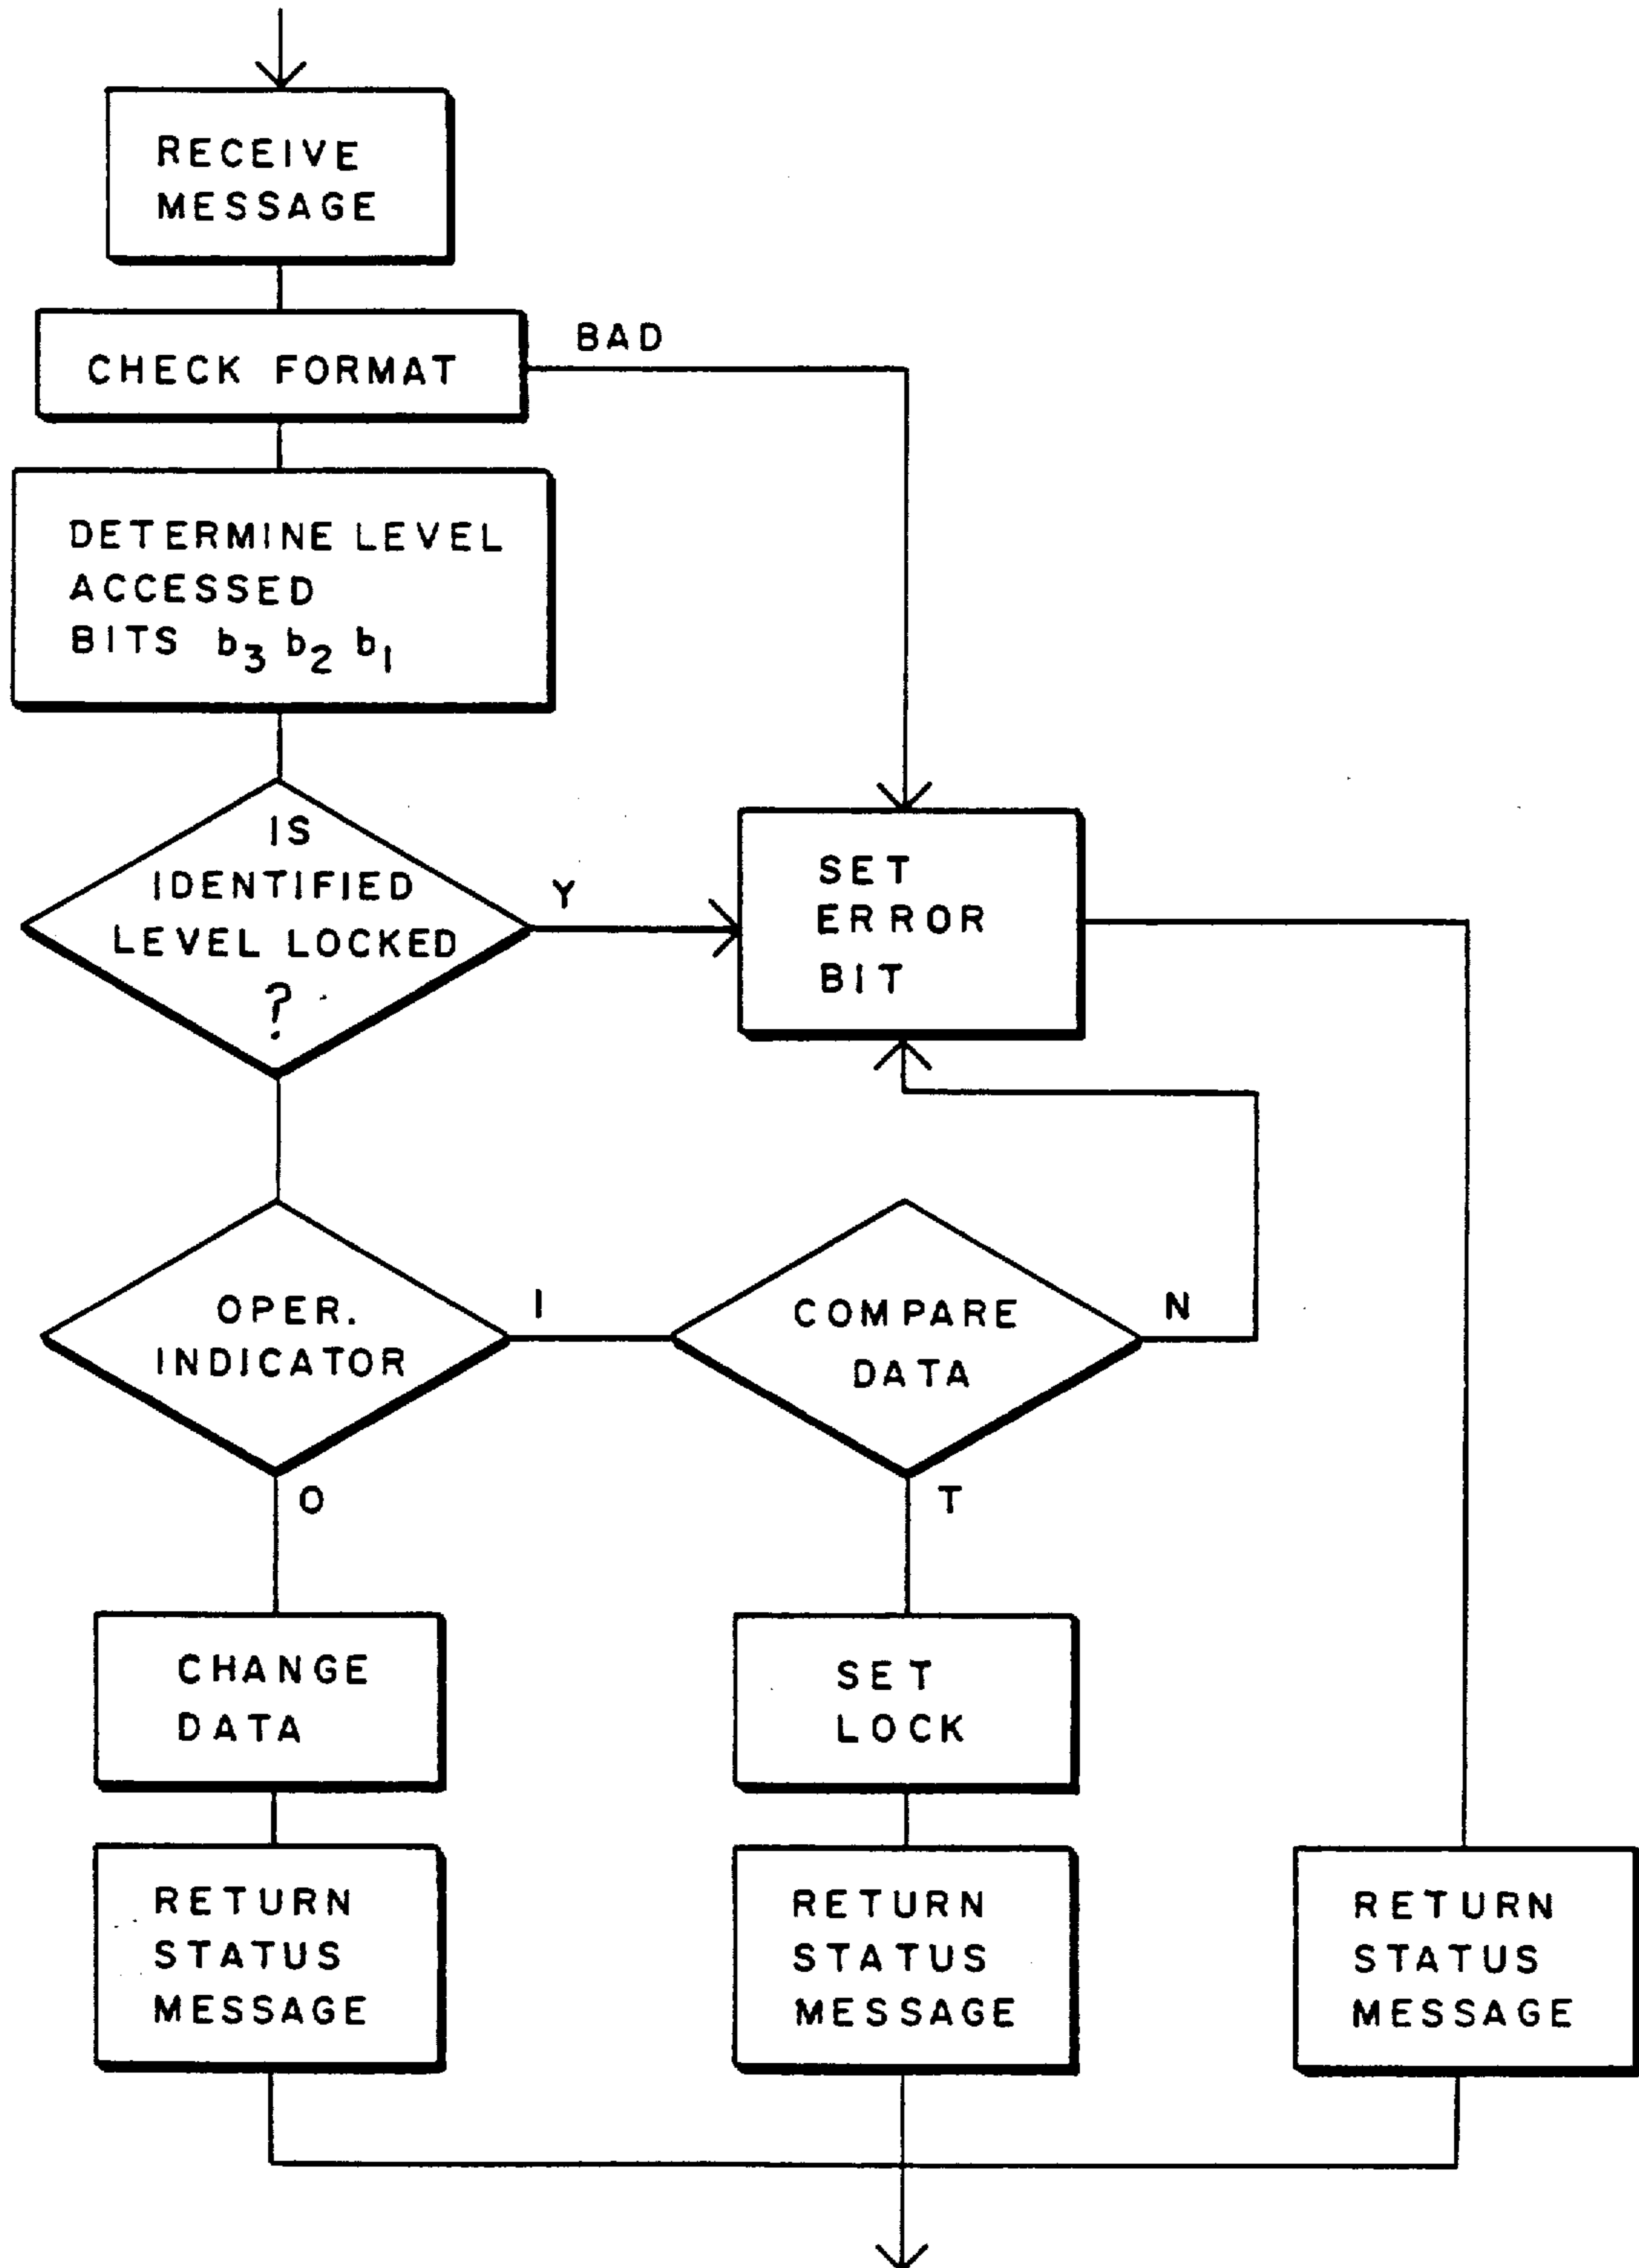 RECEIVE
MESSAGE
CHECK FORMAT
BAD
DETERMINE LEVEL
ACCESSED
BITS b₃ b₂ b₁
IS
IDENTIFIED
LEVEL LOCKED
?
Y
SET
ERROR
BIT
OPER.
INDICATOR
I
COMPARE
DATA
N
O
T
CHANGE
DATA
SET
LOCK
RETURN
STATUS
MESSAGE
RETURN
STATUS
MESSAGE
RETURN
STATUS
MESSAGE